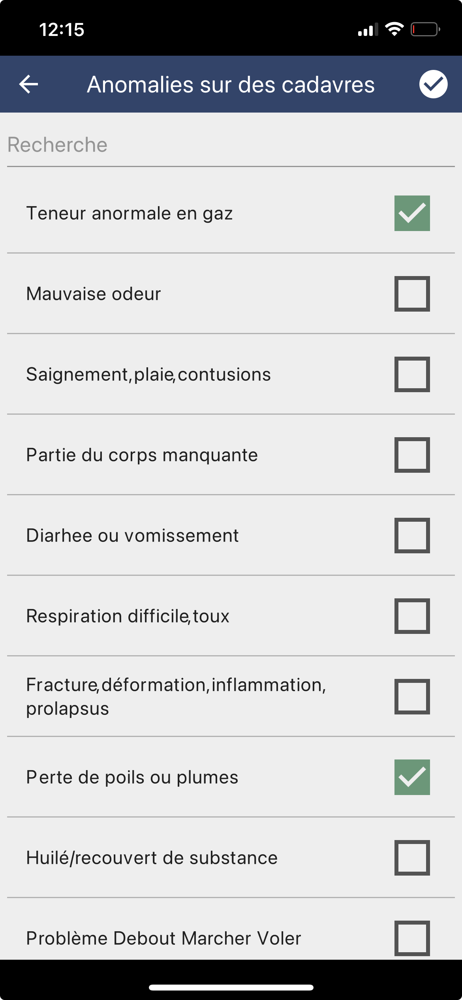 12:15
Anomalies sur des cadavres
Recherche
Teneur anormale en gaz
Mauvaise odeur
Saignement,plaie,contusions
Partie du corps manquante
Diarhee ou vomissement
Respiration difficile,toux
Fracture,déformation,inflammation,
prolapsus
Perte de poils ou plumes
Huilé/recouvert de substance
Problème Debout Marcher Voler